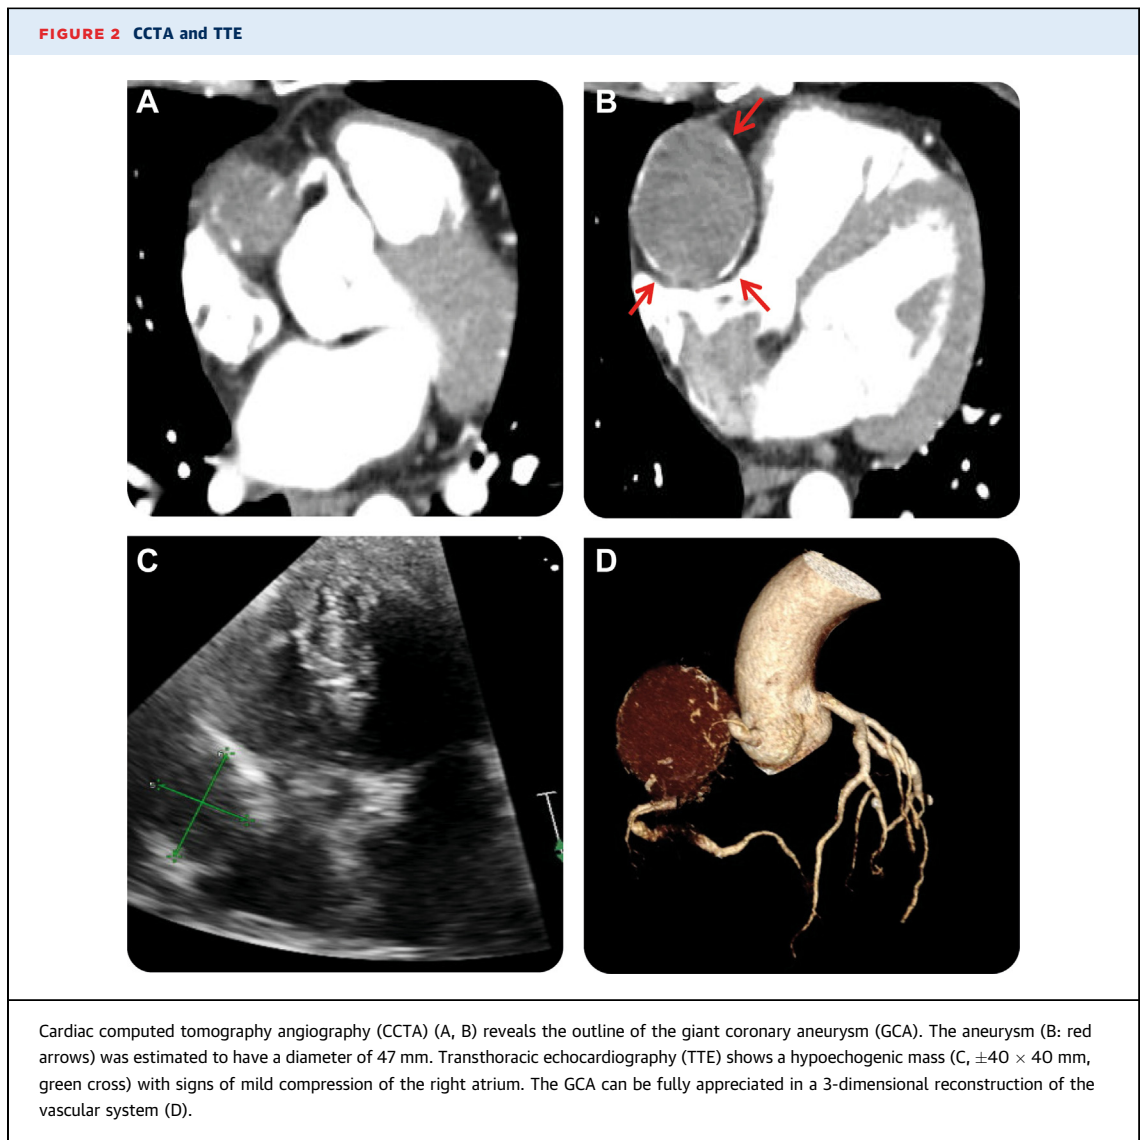 FIGURE 2 CCTA and TTE
A
B
C
D
Cardiac computed tomography angiography (CCTA) (A, B) reveals the outline of the giant coronary aneurysm (GCA). The aneurysm (B: red
arrows) was estimated to have a diameter of 47 mm. Transthoracic echocardiography (TTE) shows a hypoechogenic mass (C, ±40 × 40 mm,
green cross) with signs of mild compression of the right atrium. The GCA can be fully appreciated in a 3-dimensional reconstruction of the
vascular system (D).